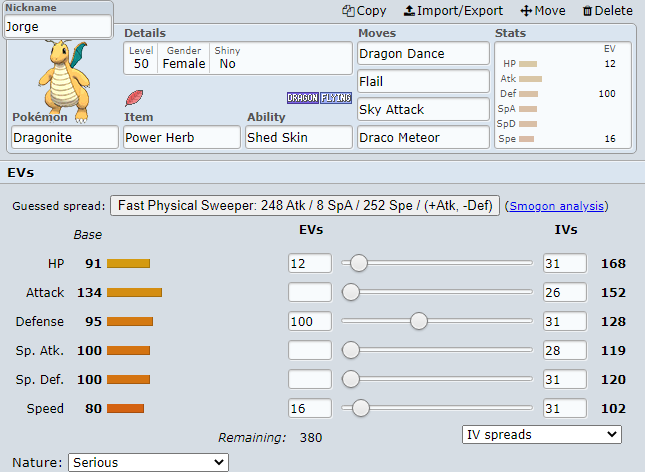 Nickname
Jorge
Copy Import/Export Move Delete
Details
Level Gender Shiny
50 Female No
DRAGON FLYING
Pokémon Item Ability
Dragonite Power Herb Shed Skin
Moves
Dragon Dance
Flail
Sky Attack
Draco Meteor
Stats
EV
HP 12
Atk
Def 100
SpA
SpD
Spe 16
EVs
Guessed spread: Fast Physical Sweeper: 248 Atk / 8 SpA / 252 Spe / (+Atk, -Def) (Smogon analysis)
Base EVs IVs
HP 91 12 31 168
Attack 134 26 152
Defense 95 100 31 128
Sp. Atk. 100 28 119
Sp. Def. 100 31 120
Speed 80 16 31 102
Remaining: 380 IV spreads
Nature: Serious